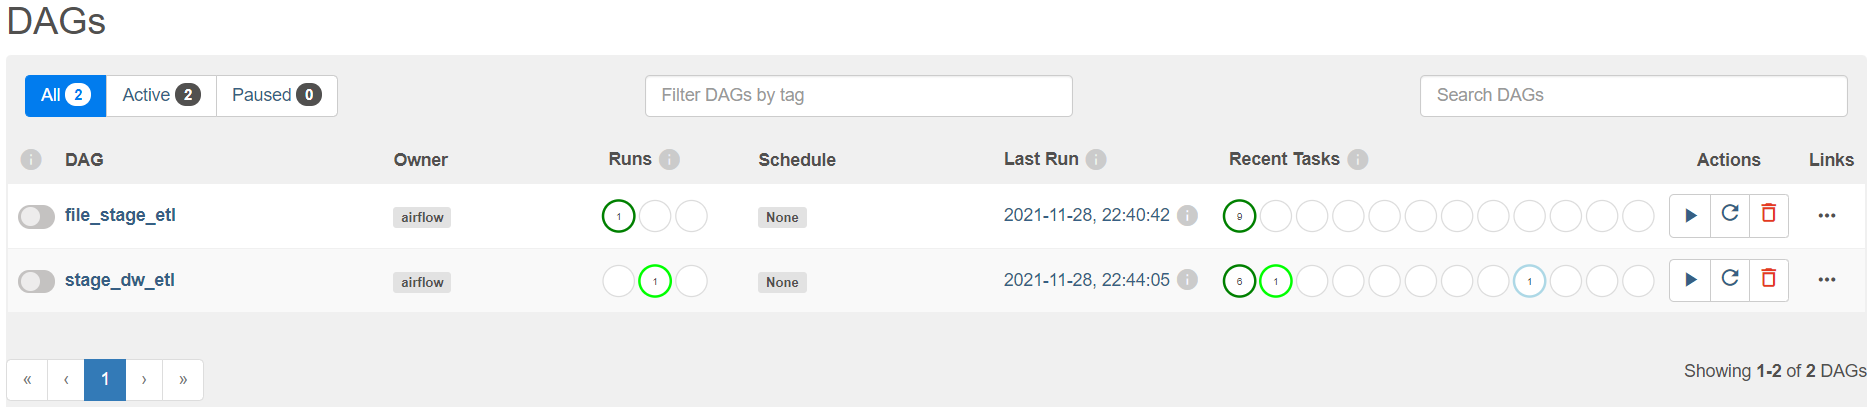 DAGs
All 2 Active 2 Paused 0 Filter DAGs by tag Search DAGs
i DAG Owner Runs i Schedule Last Run i Recent Tasks i Actions Links
file_stage_etl airflow 1 None 2021-11-28, 22:40:42 i 9 ...
stage_dw_etl airflow 1 None 2021-11-28, 22:44:05 i 6 1 1 ...
« ‹ 1 › » Showing 1-2 of 2 DAGs